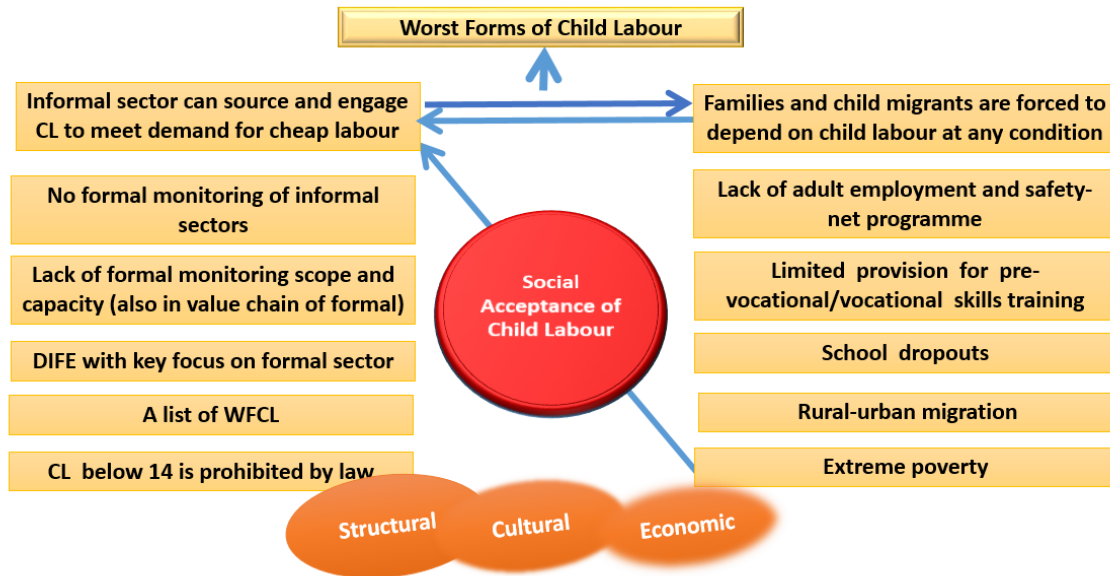 Worst Forms of Child Labour
Informal sector can source and engage
CL to meet demand for cheap labour
No formal monitoring of informal
sectors
Lack of formal monitoring scope and
capacity (also in value chain of formal)
DIFE with key focus on formal sector
A list of WFCL
CL below 14 is prohibited by law
Social
Acceptance of
Child Labour
Families and child migrants are forced to
depend on child labour at any condition
Lack of adult employment and safety-
net programme
Limited provision for pre-
vocational/vocational skills training
School dropouts
Rural-urban migration
Extreme poverty
Structural
Cultural
Economic